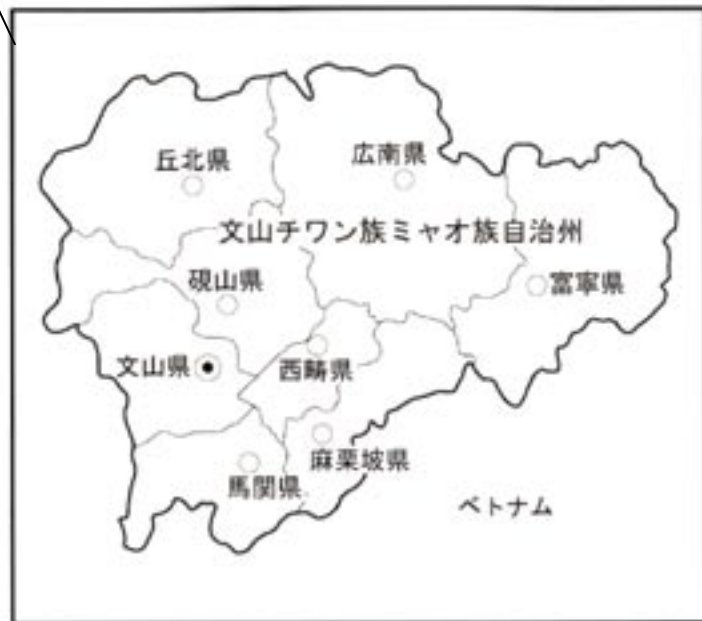 丘北県
広南県
文山チワン族ミャオ族自治州
硯山県
富寧県
文山県
西畴県
麻栗坡県
馬関県
ベトナム